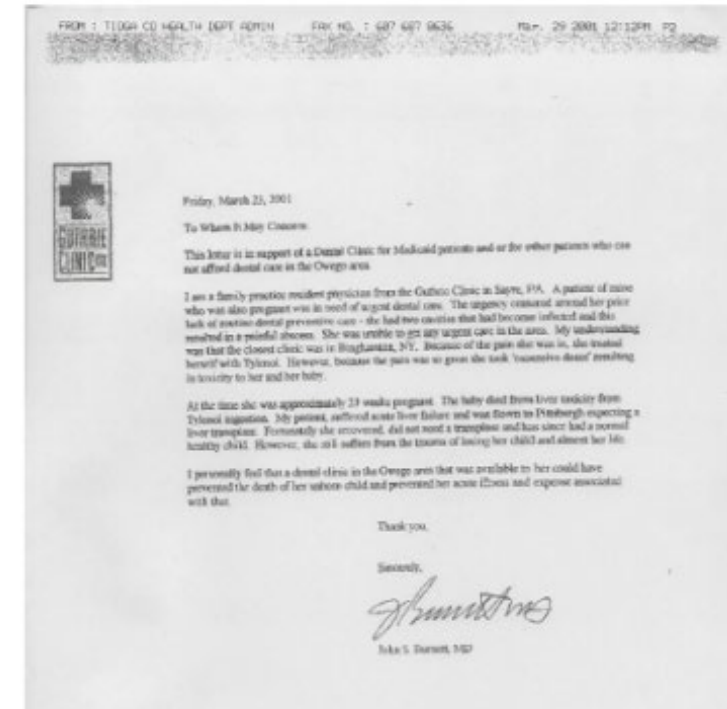 FROM : TIOGA CO HEALTH DEPT ADMIN FAX NO. : 607 687 8636 Mar. 29 2001 12:12PM P2
GUTHRIE
CLINIC
Friday, March 23, 2001
To Whom It May Concern:
This letter is in support of a Dental Clinic for Medicaid patients and or for other patients who can
not afford dental care in the Owego area.
I am a family practice resident physician from the Guthrie Clinic in Sayre, PA. A patient of mine
who was also pregnant was in need of urgent dental care. The urgency centered around her prior
lack of routine dental preventive care - she had two cavities that had become infected and this
resulted in a painful abscess. She was unable to get any urgent care in the area. My understanding
was that the closest clinic was in Binghamton, NY. Because of the pain she was in, she treated
herself with Tylenol. However, because the pain was so great she took 'excessive doses' resulting
in toxicity to her and her baby.
At the time she was approximately 23 weeks pregnant. The baby died from liver toxicity from
Tylenol ingestion. My patient, suffered acute liver failure and was flown to Pittsburgh expecting a
liver transplant. Fortunately she recovered, did not need a transplant and has since had a normal
healthy child. However, she still suffers from the trauma of losing her child and almost her life.
I personally feel that a dental clinic in the Owego area that was available to her could have
prevented the death of her unborn child and prevented her acute illness and expense associated
with that.
Thank you,
Sincerely,
John S. Burnett, MD